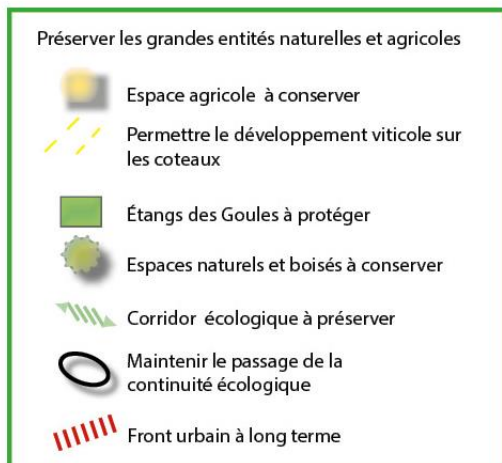 Préserver les grandes entités naturelles et agricoles
Espace agricole à conserver
Permettre le développement viticole sur
les coteaux
Étangs des Goules à protéger
Espaces naturels et boisés à conserver
Corridor écologique à préserver
Maintenir le passage de la
continuité écologique
Front urbain à long terme